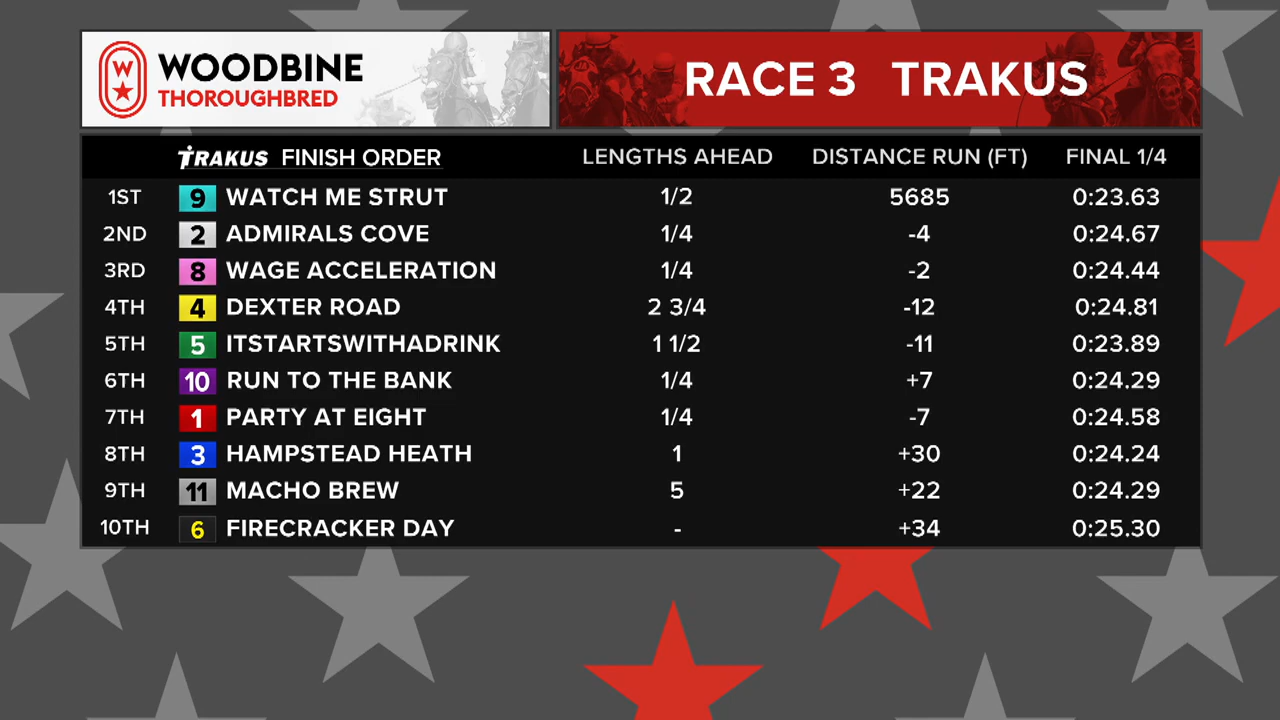 W
WOODBINE
THOROUGHBRED
RACE 3 TRAKUS
TRAKUS FINISH ORDER LENGTHS AHEAD DISTANCE RUN (FT) FINAL 1/4
1ST 9 WATCH ME STRUT 1/2 5685 0:23.63
2ND 2 ADMIRALS COVE 1/4 -4 0:24.67
3RD 8 WAGE ACCELERATION 1/4 -2 0:24.44
4TH 4 DEXTER ROAD 2 3/4 -12 0:24.81
5TH 5 ITSTARTSWITHADRINK 1 1/2 -11 0:23.89
6TH 10 RUN TO THE BANK 1/4 +7 0:24.29
7TH 1 PARTY AT EIGHT 1/4 -7 0:24.58
8TH 3 HAMPSTEAD HEATH 1 +30 0:24.24
9TH 11 MACHO BREW 5 +22 0:24.29
10TH 6 FIRECRACKER DAY - +34 0:25.30